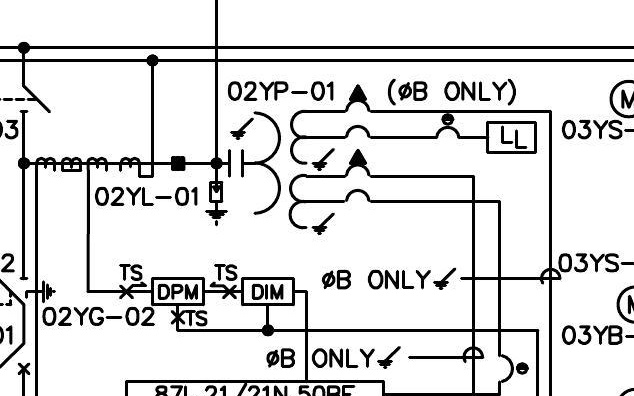 02YP-01 (øB ONLY)
M
03
03YS-
LL
02YL-01
2
TS TS
øB ONLY
03YS-
DPM
DIM
02YG-02
TS
01
03YB-
øB ONLY
87L,21/21N,50BF